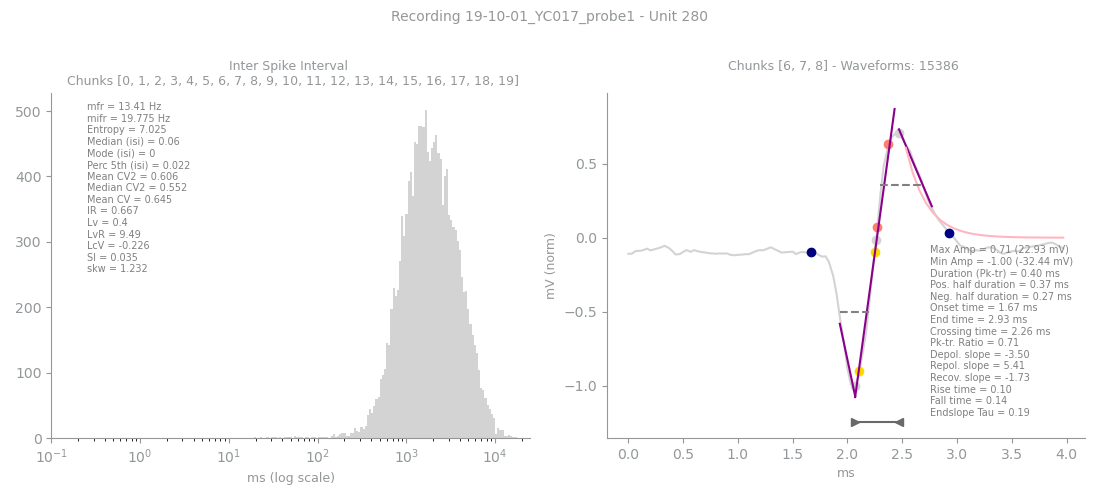 Recording 19-10-01_YC017_probe1 - Unit 280
Inter Spike Interval
Chunks [0, 1, 2, 3, 4, 5, 6, 7, 8, 9, 10, 11, 12, 13, 14, 15, 16, 17, 18, 19]
500
400
300
200
100
0
mfr = 13.41 Hz
mifr = 19.775 Hz
Entropy = 7.025
Median (isi) = 0.06
Mode (isi) = 0
Perc 5th (isi) = 0.022
Mean CV2 = 0.606
Median CV2 = 0.552
Mean CV = 0.645
IR = 0.667
Lv = 0.4
LvR = 9.49
LcV = -0.226
SI = 0.035
skw = 1.232
10⁻¹ 10⁰ 10¹ 10² 10³ 10⁴
ms (log scale)
Chunks [6, 7, 8] - Waveforms: 15386
mV (norm)
0.5
0.0
−0.5
−1.0
Max Amp = 0.71 (22.93 mV)
Min Amp = -1.00 (-32.44 mV)
Duration (Pk-tr) = 0.40 ms
Pos. half duration = 0.37 ms
Neg. half duration = 0.27 ms
Onset time = 1.67 ms
End time = 2.93 ms
Crossing time = 2.26 ms
Pk-tr. Ratio = 0.71
Depol. slope = -3.50
Repol. slope = 5.41
Recov. slope = -1.73
Rise time = 0.10
Fall time = 0.14
Endslope Tau = 0.19
0.0 0.5 1.0 1.5 2.0 2.5 3.0 3.5 4.0
ms